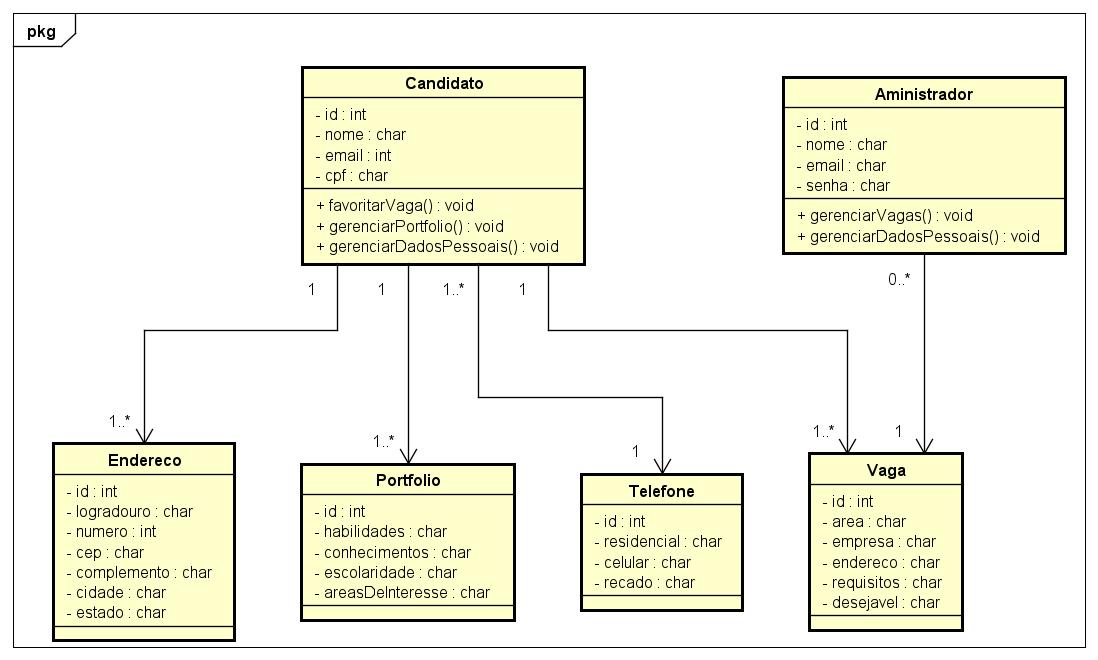 pkg
Candidato
- id : int
- nome : char
- email : int
- cpf : char
+ favoritarVaga() : void
+ gerenciarPortfolio() : void
+ gerenciarDadosPessoais() : void
Aministrador
- id : int
- nome : char
- email : char
- senha : char
+ gerenciarVagas() : void
+ gerenciarDadosPessoais() : void
1
1
1..*
1
0..*
1..*
1..*
1
1..*
1
Endereco
- id : int
- logradouro : char
- numero : int
- cep : char
- complemento : char
- cidade : char
- estado : char
Portfolio
- id : int
- habilidades : char
- conhecimentos : char
- escolaridade : char
- areasDeInteresse : char
Telefone
- id : int
- residencial : char
- celular : char
- recado : char
Vaga
- id : int
- area : char
- empresa : char
- endereco : char
- requisitos : char
- desejavel : char